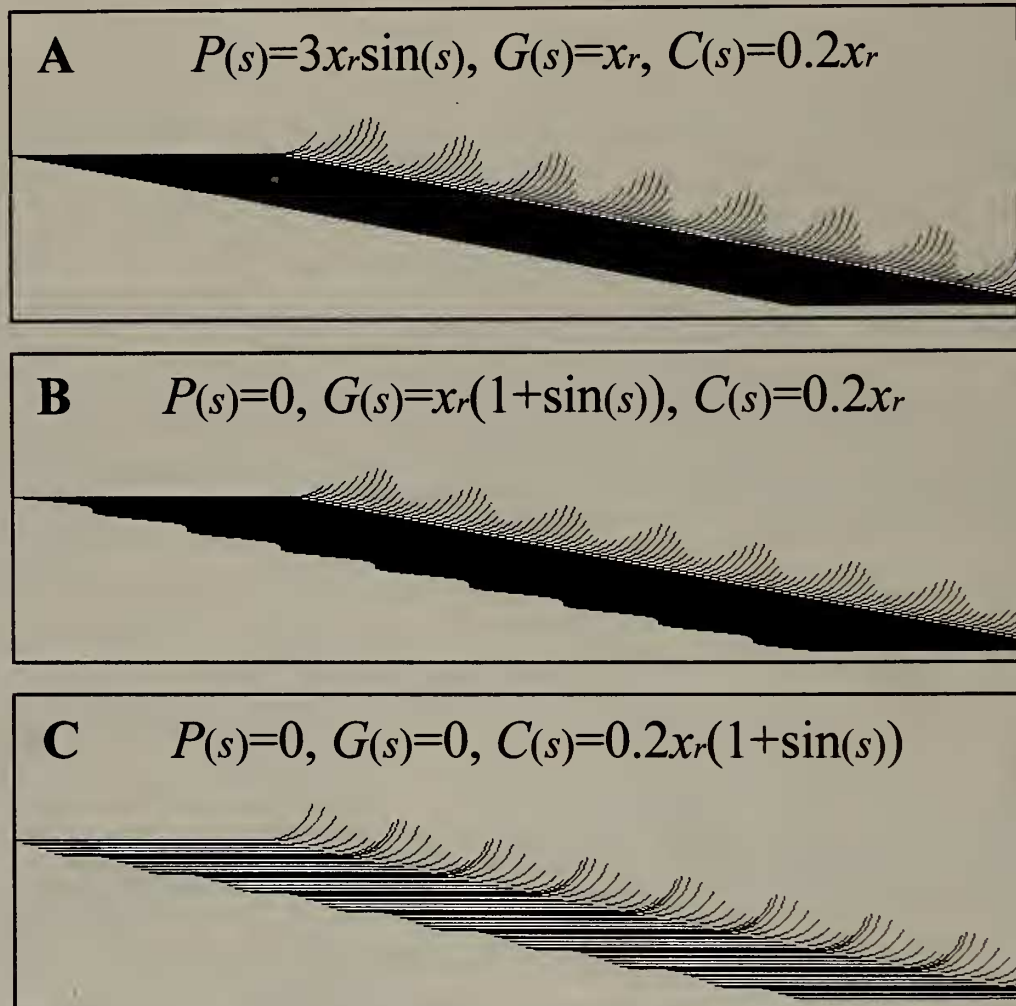 A P(s)=3xrsin(s), G(s)=xr, C(s)=0.2xr
B P(s)=0, G(s)=xr(1+sin(s)), C(s)=0.2xr
C P(s)=0, G(s)=0, C(s)=0.2xr(1+sin(s))